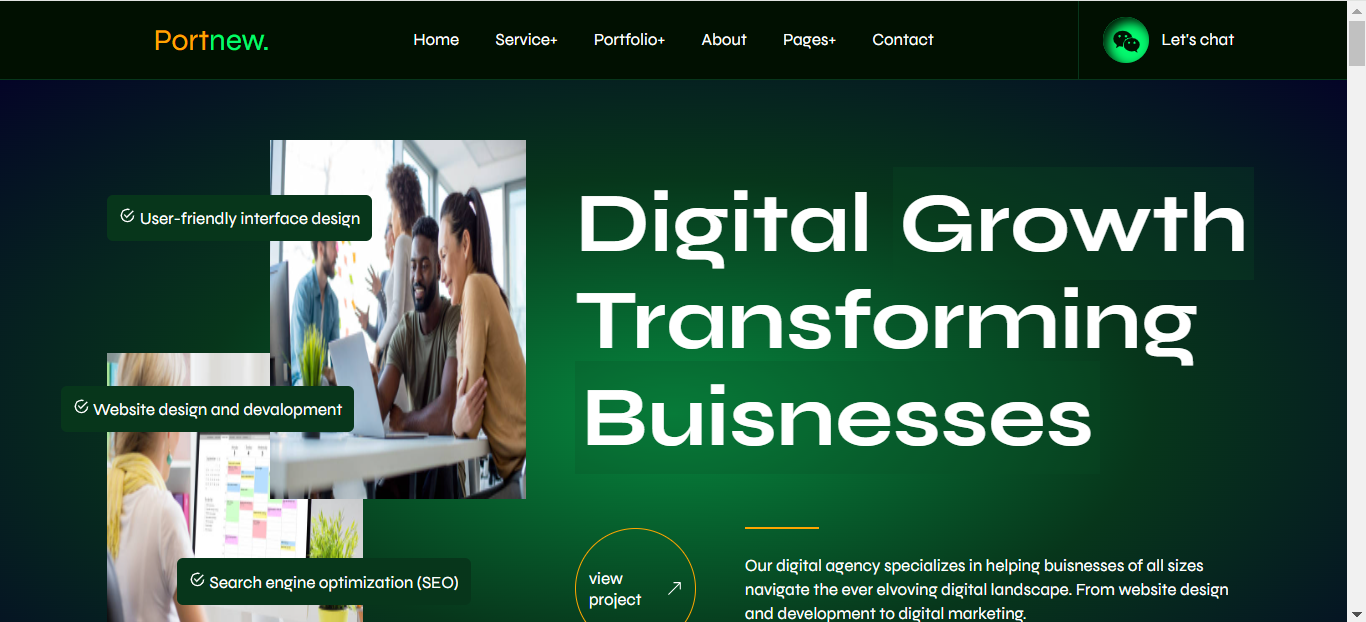 Portnew.
Home
Service+
Portfolio+
About
Pages+
Contact
Let's chat
User-friendly interface design
Website design and devalopment
Search engine optimization (SEO)
Digital Growth
Transforming
Buisnesses
view
project
Our digital agency specializes in helping buisnesses of all sizes
navigate the ever elvoving digital landscape. From website design
and development to digital marketing.